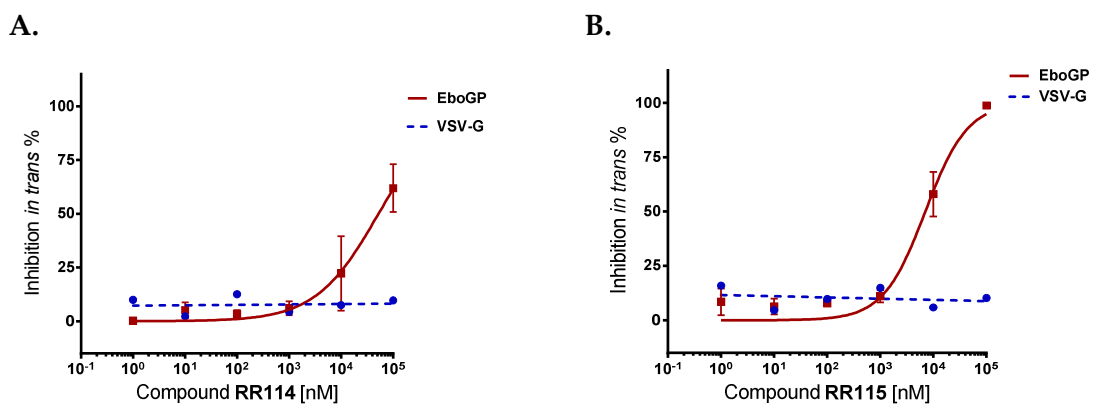 A.
EboGP
VSV-G
Inhibition in trans %
100
75
50
25
0
10-1 100 101 102 103 104 105
Compound RR114 [nM]
B.
EboGP
VSV-G
Inhibition in trans %
100
75
50
25
0
10-1 100 101 102 103 104 105
Compound RR115 [nM]